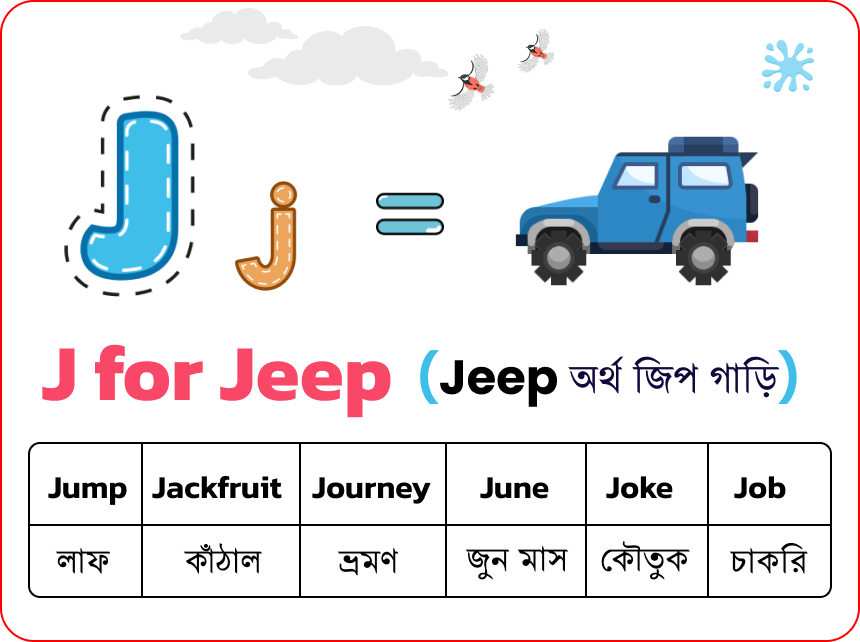 J j =
J for Jeep (Jeep অর্থ জিপ গাড়ি)
Jump Jackfruit Journey June Joke Job
লাফ কাঁঠাল ভ্রমণ জুন মাস কৌতুক চাকরি